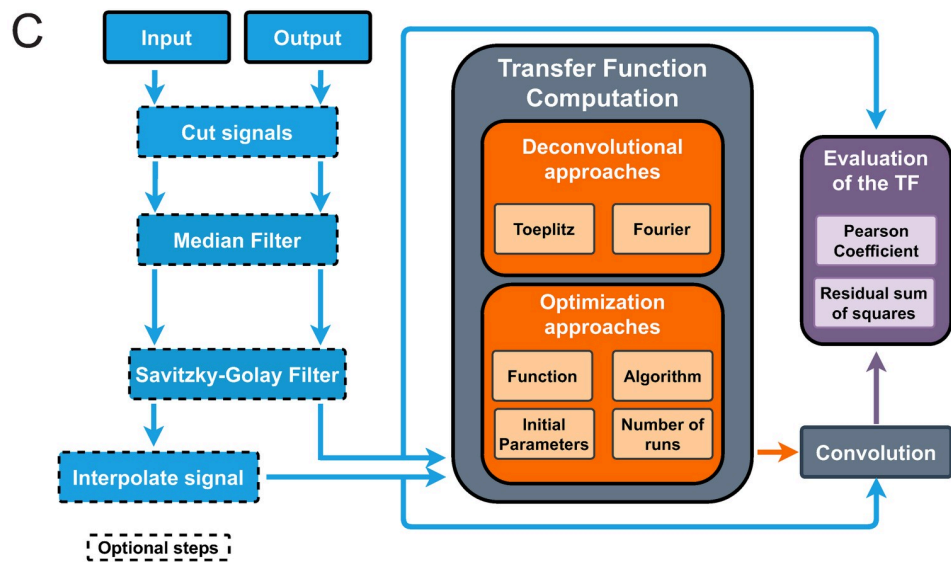 C
Input
Output
Cut signals
Median Filter
Savitzky-Golay Filter
Interpolate signal
Optional steps
Transfer Function
Computation
Deconvolutional
approaches
Toeplitz
Fourier
Optimization
approaches
Function
Algorithm
Initial
Parameters
Number of
runs
Evaluation
of the TF
Pearson
Coefficient
Residual sum
of squares
Convolution